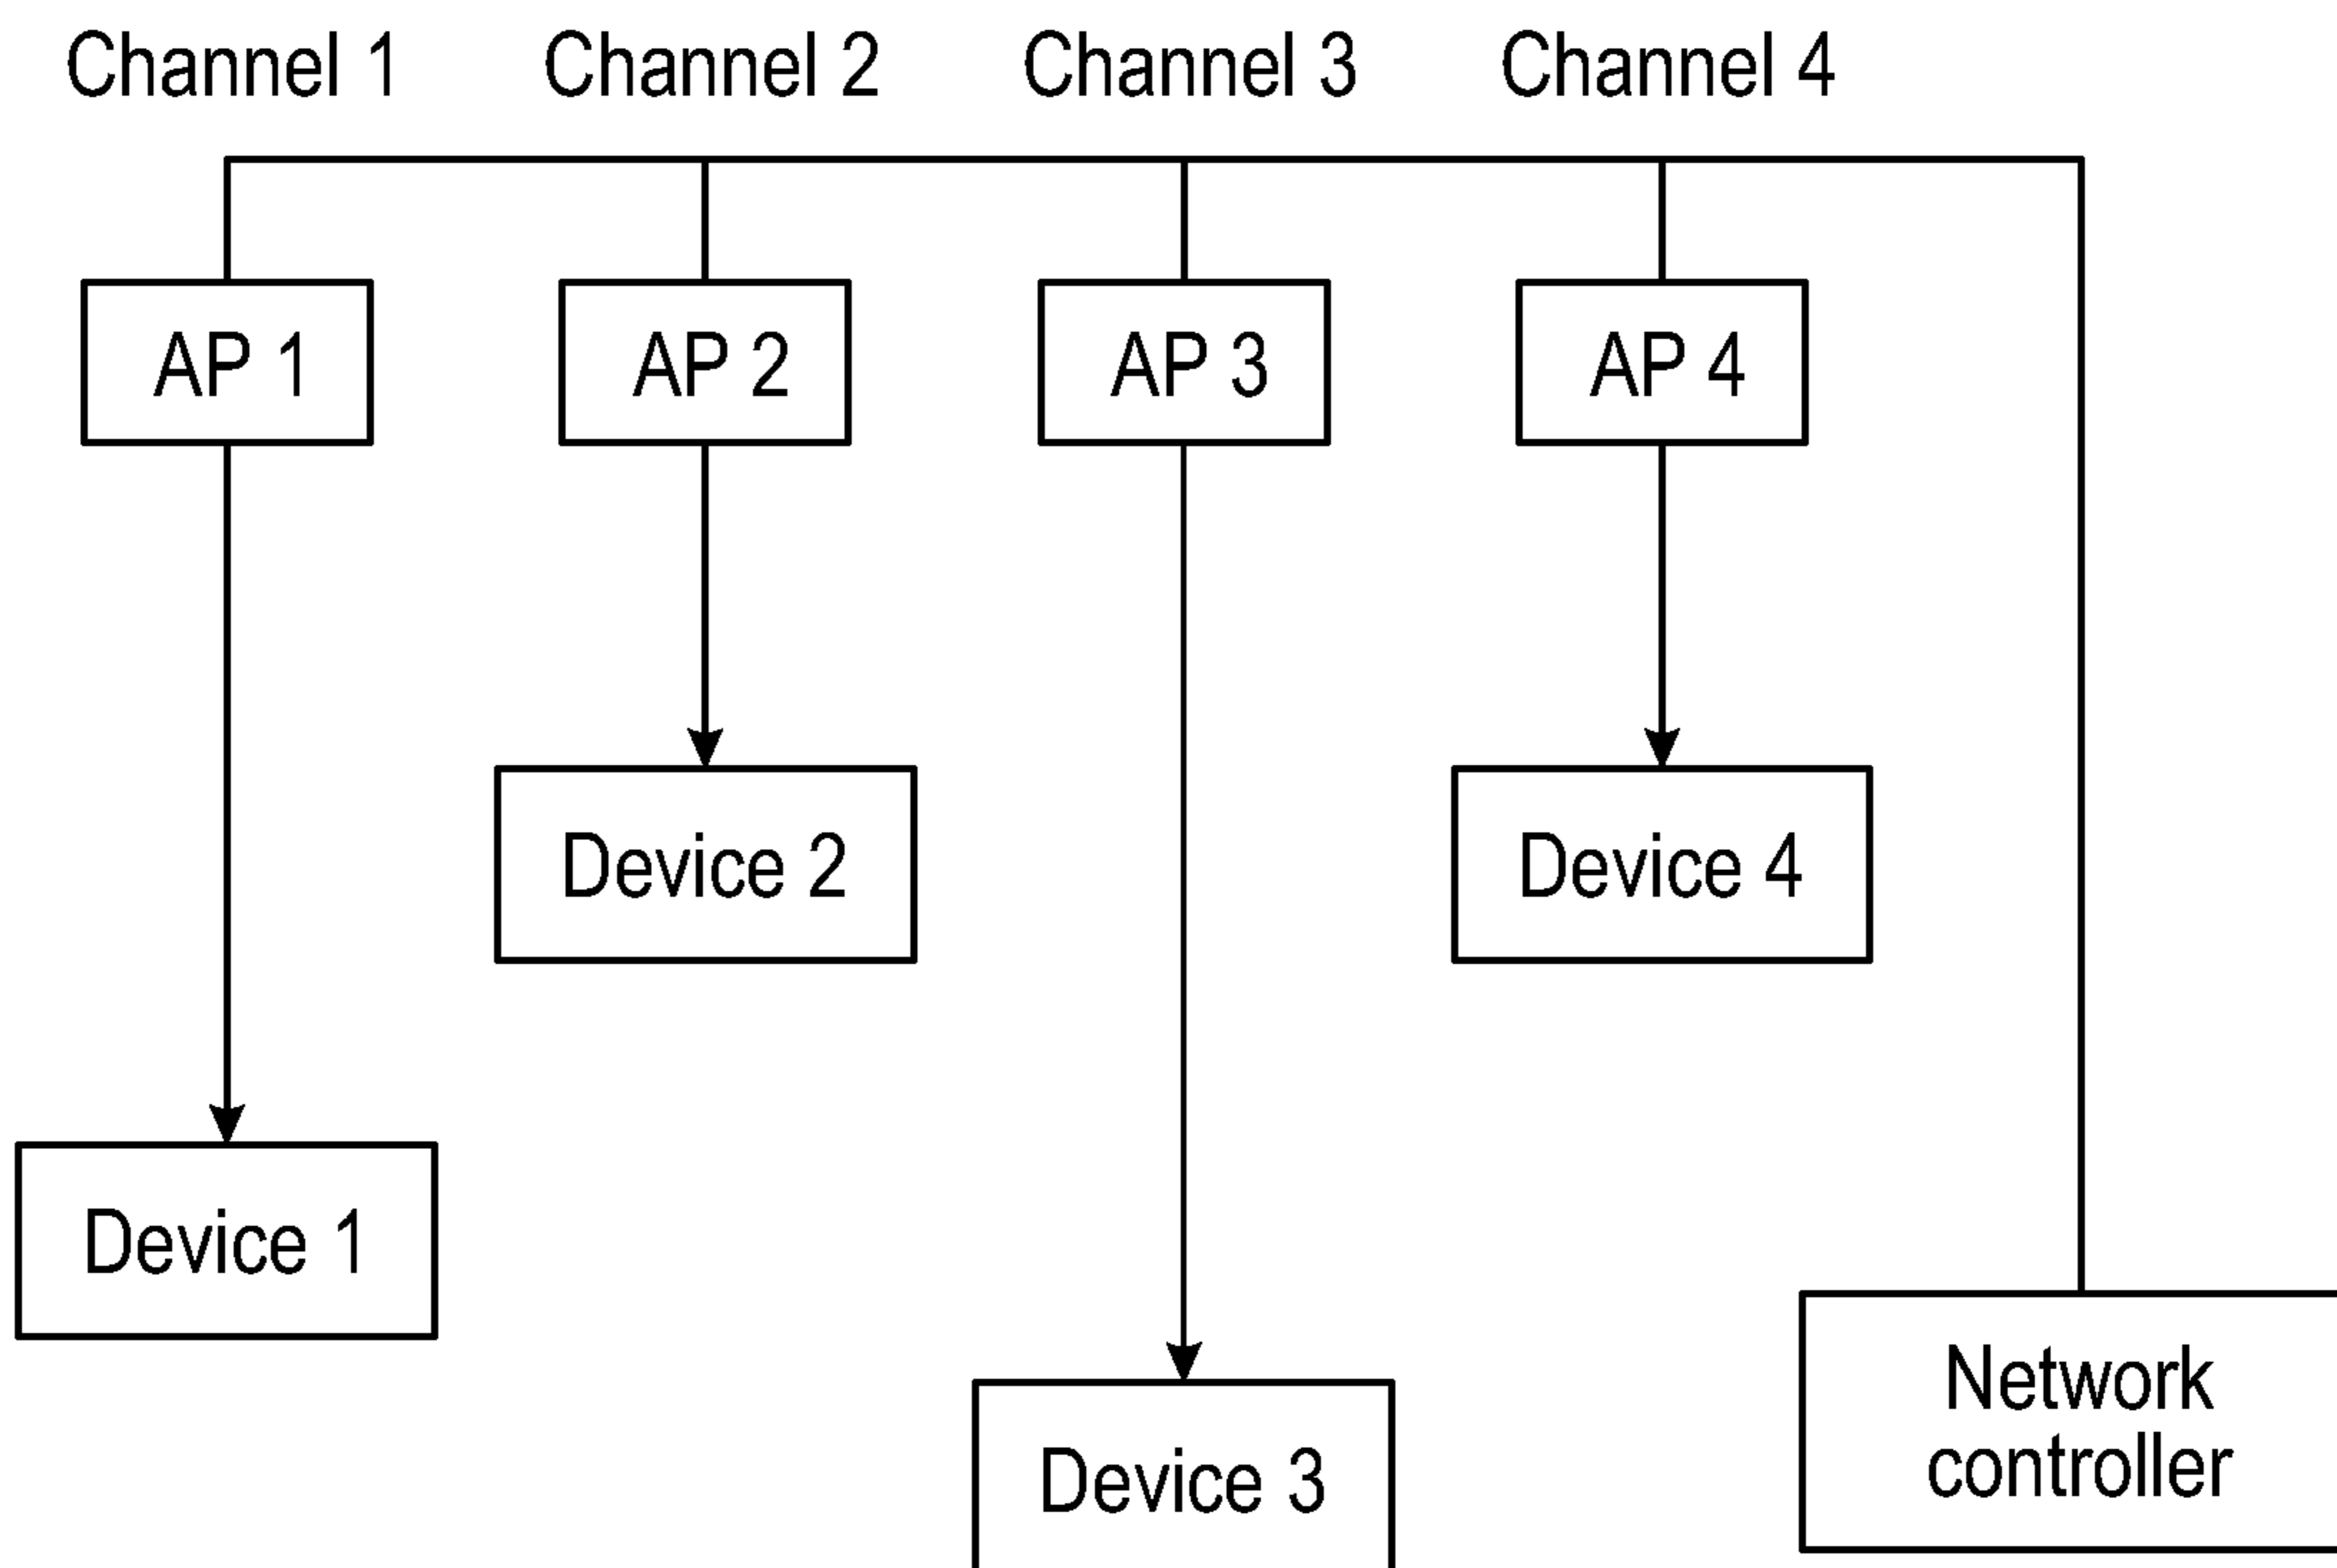 Channel 1
Channel 2
Channel 3
Channel 4
AP 1
AP 2
AP 3
AP 4
Device 2
Device 4
Device 1
Device 3
Network
controller